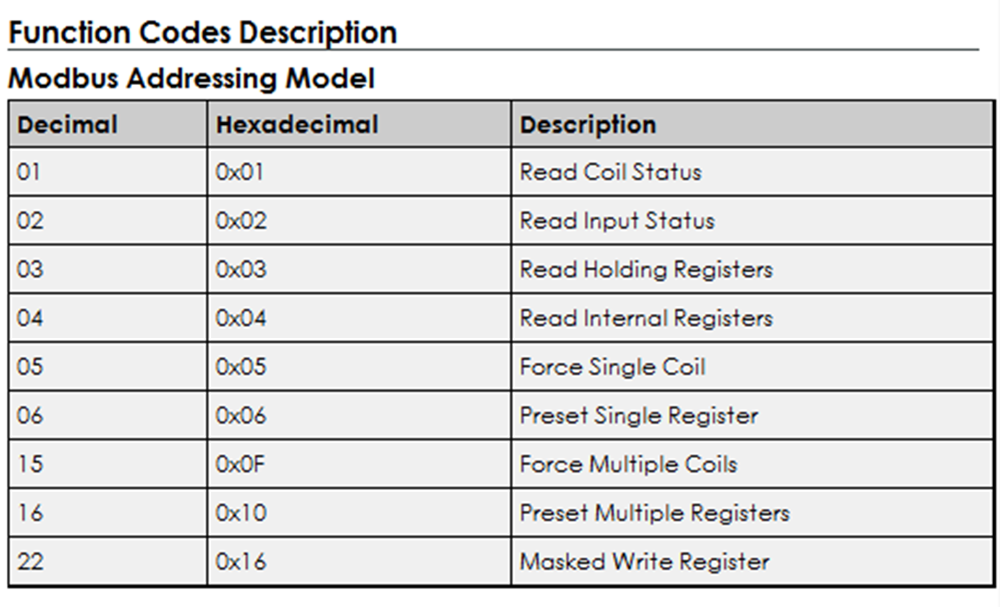 Function Codes Description
Modbus Addressing Model
Decimal Hexadecimal Description
01 0x01 Read Coil Status
02 0x02 Read Input Status
03 0x03 Read Holding Registers
04 0x04 Read Internal Registers
05 0x05 Force Single Coil
06 0x06 Preset Single Register
15 0x0F Force Multiple Coils
16 0x10 Preset Multiple Registers
22 0x16 Masked Write Register